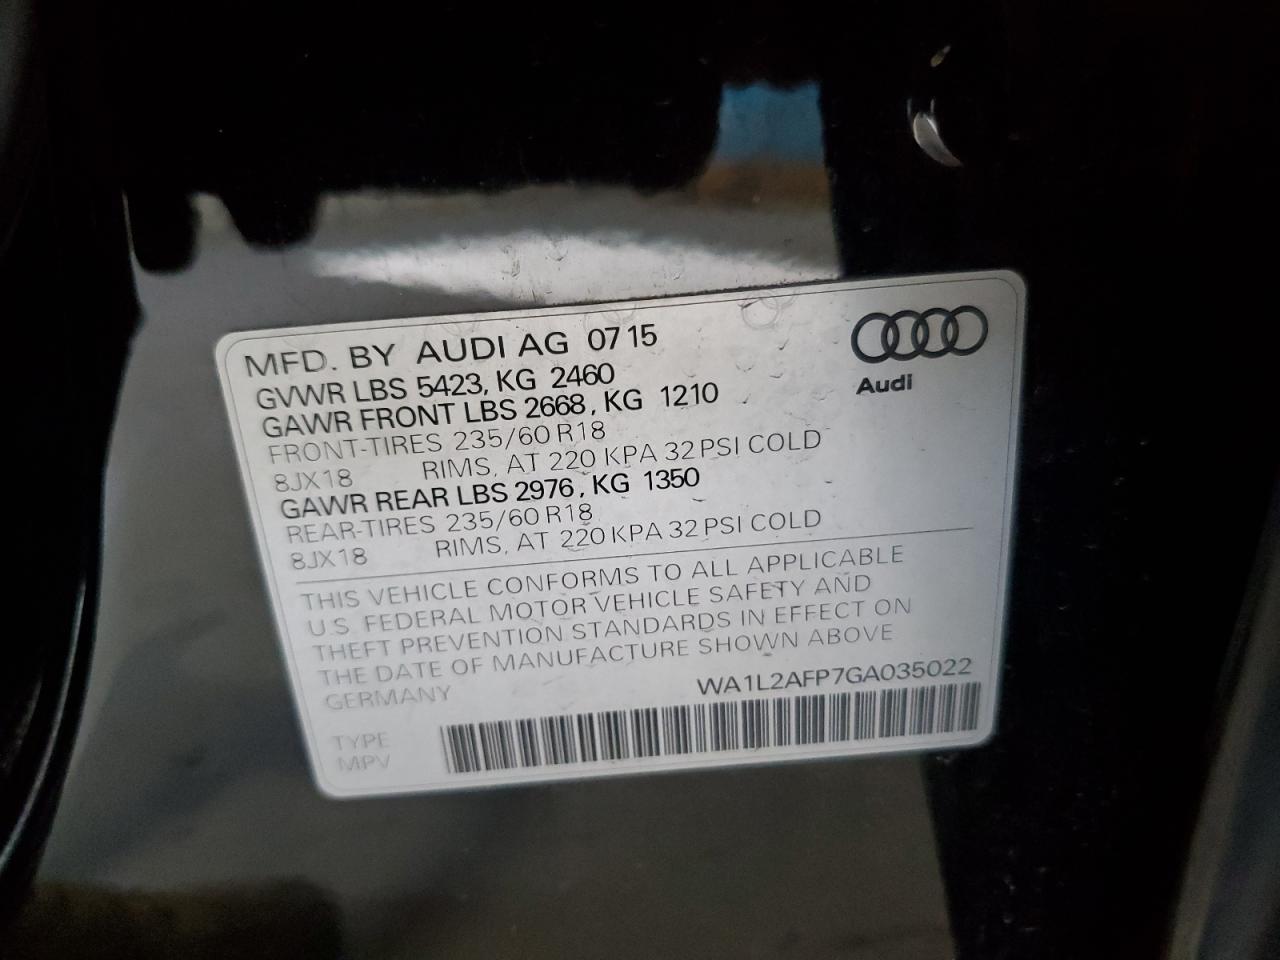 MFD. BY AUDI AG 0715
GVWR LBS 5423, KG 2460
GAWR FRONT LBS 2668, KG 1210
FRONT-TIRES 235/60 R18
8JX18 RIMS, AT 220 KPA 32 PSI COLD
GAWR REAR LBS 2976, KG 1350
REAR-TIRES 235/60 R18
8JX18 RIMS, AT 220 KPA 32 PSI COLD
Audi
THIS VEHICLE CONFORMS TO ALL APPLICABLE
U.S. FEDERAL MOTOR VEHICLE SAFETY AND
THEFT PREVENTION STANDARDS IN EFFECT ON
THE DATE OF MANUFACTURE SHOWN ABOVE
GERMANY WA1L2AFP7GA035022
TYPE
MPV